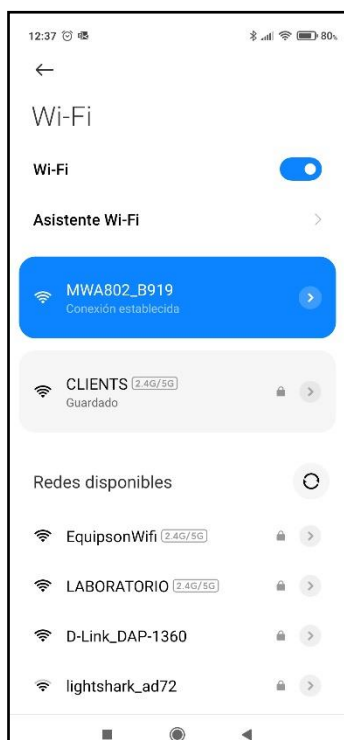 12:37 80%
Wi-Fi
Wi-Fi
Asistente Wi-Fi
MWA802_B919
Conexión establecida
CLIENTS 2.4G/5G
Guardado
Redes disponibles
EquipsonWifi 2.4G/5G
LABORATORIO 2.4G/5G
D-Link_DAP-1360
lightshark_ad72